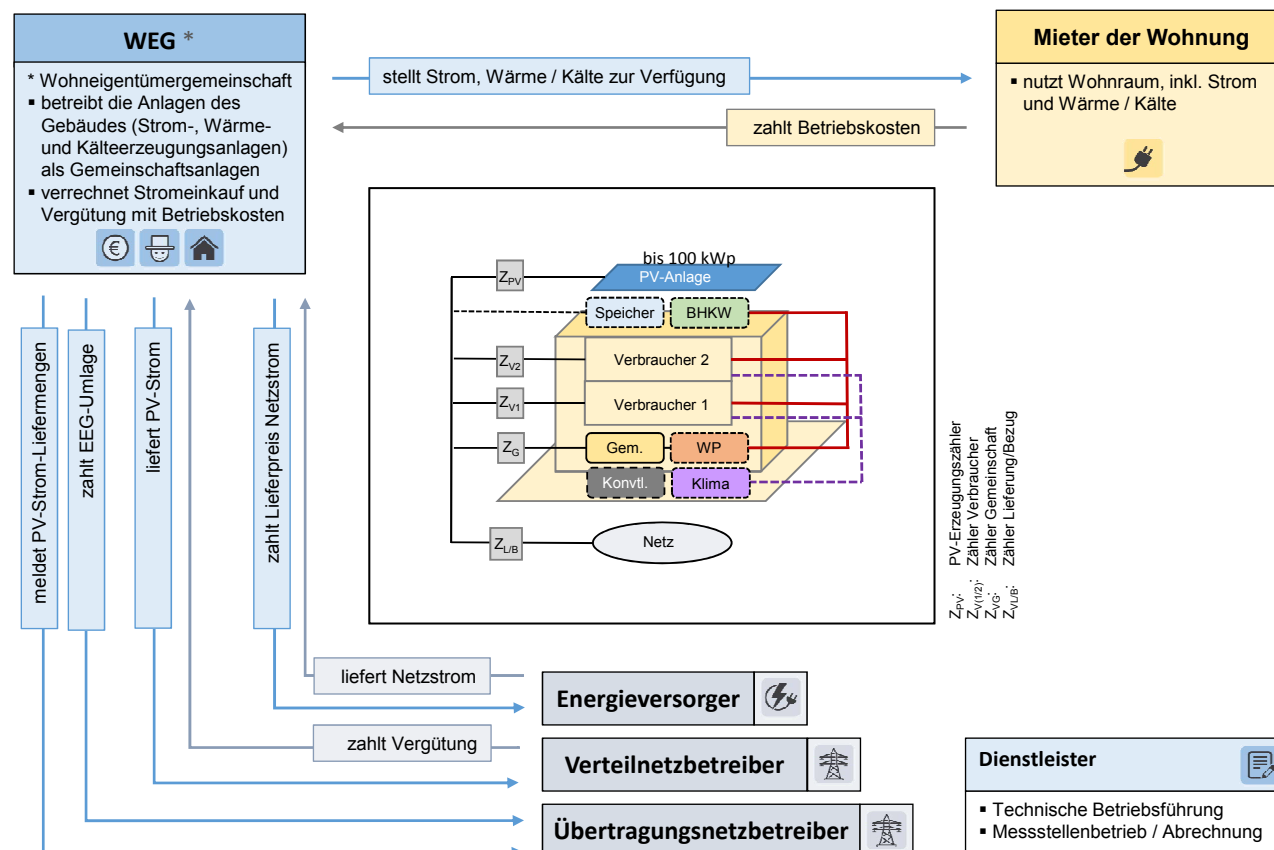 WEG *
* Wohneigentümergemeinschaft
▪ betreibt die Anlagen des
Gebäudes (Strom-, Wärme-
und Kälteerzeugungsanlagen)
als Gemeinschaftsanlagen
▪ verrechnet Stromeinkauf und
Vergütung mit Betriebskosten
stellt Strom, Wärme / Kälte zur Verfügung
zahlt Betriebskosten
Mieter der Wohnung
▪ nutzt Wohnraum, inkl. Strom
und Wärme / Kälte
bis 100 kWp
PV-Anlage
Z_PV
Speicher
BHKW
Z_V2
Verbraucher 2
Z_V1
Verbraucher 1
Z_G
Gem.
WP
Konvtl.
Klima
Z_L/B
Netz
Z_PV: PV-Erzeugungszähler
Z_V(1/2): Zähler Verbraucher
Z_VG: Zähler Gemeinschaft
Z_VL/B: Zähler Lieferung/Bezug
meldet PV-Strom-Liefermengen
zahlt EEG-Umlage
liefert PV-Strom
zahlt Lieferpreis Netzstrom
liefert Netzstrom
Energieversorger
zahlt Vergütung
Verteilnetzbetreiber
Übertragungsnetzbetreiber
Dienstleister
▪ Technische Betriebsführung
▪ Messstellenbetrieb / Abrechnung